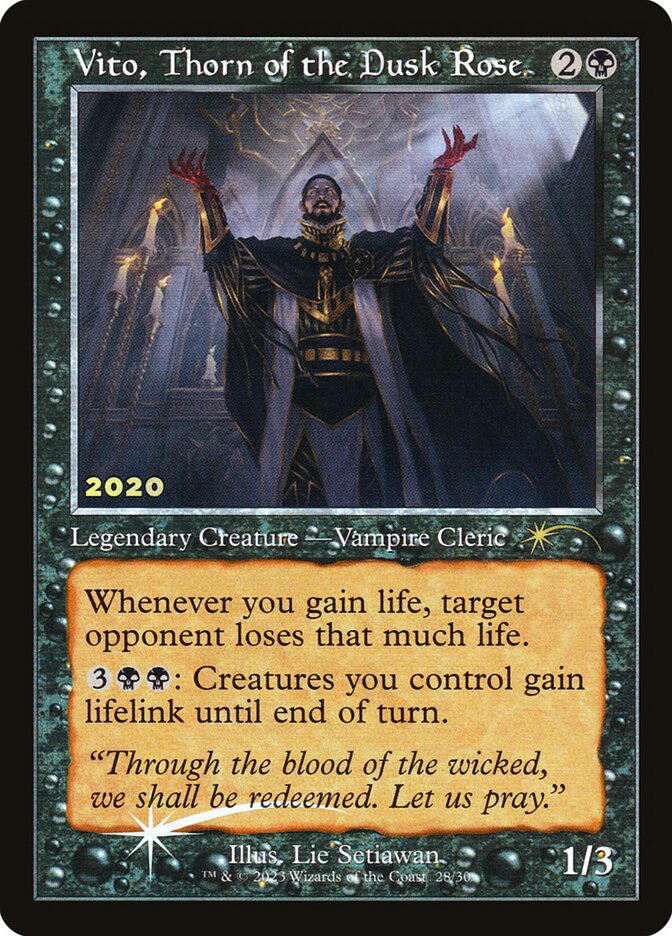 Vito, Thorn of the Dusk Rose 2
2020
Legendary Creature — Vampire Cleric
Whenever you gain life, target
opponent loses that much life.
3: Creatures you control gain
lifelink until end of turn.
“Through the blood of the wicked,
we shall be redeemed. Let us pray.”
Illus. Lie Setiawan
™ & © 2023 Wizards of the Coast 28/30
1/3